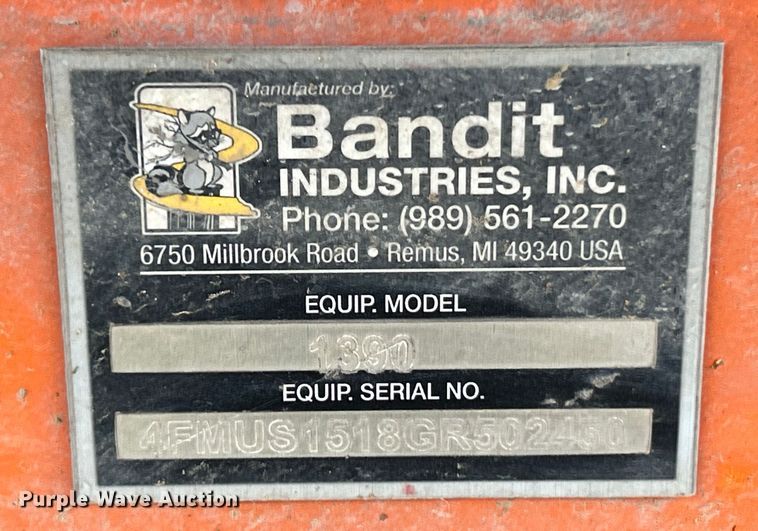 Manufactured by:
Bandit
INDUSTRIES, INC.
Phone: (989) 561-2270
6750 Millbrook Road • Remus, MI 49340 USA
EQUIP. MODEL
1390
EQUIP. SERIAL NO.
4FMUS1518GR502450
Purple Wave Auction